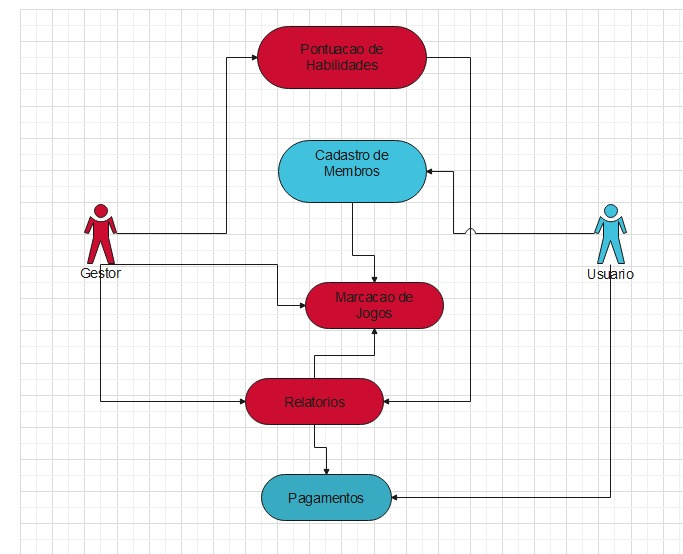 Pontuacao de
Habilidades
Cadastro de
Membros
Gestor
Usuario
Marcacao de
Jogos
Relatorios
Pagamentos